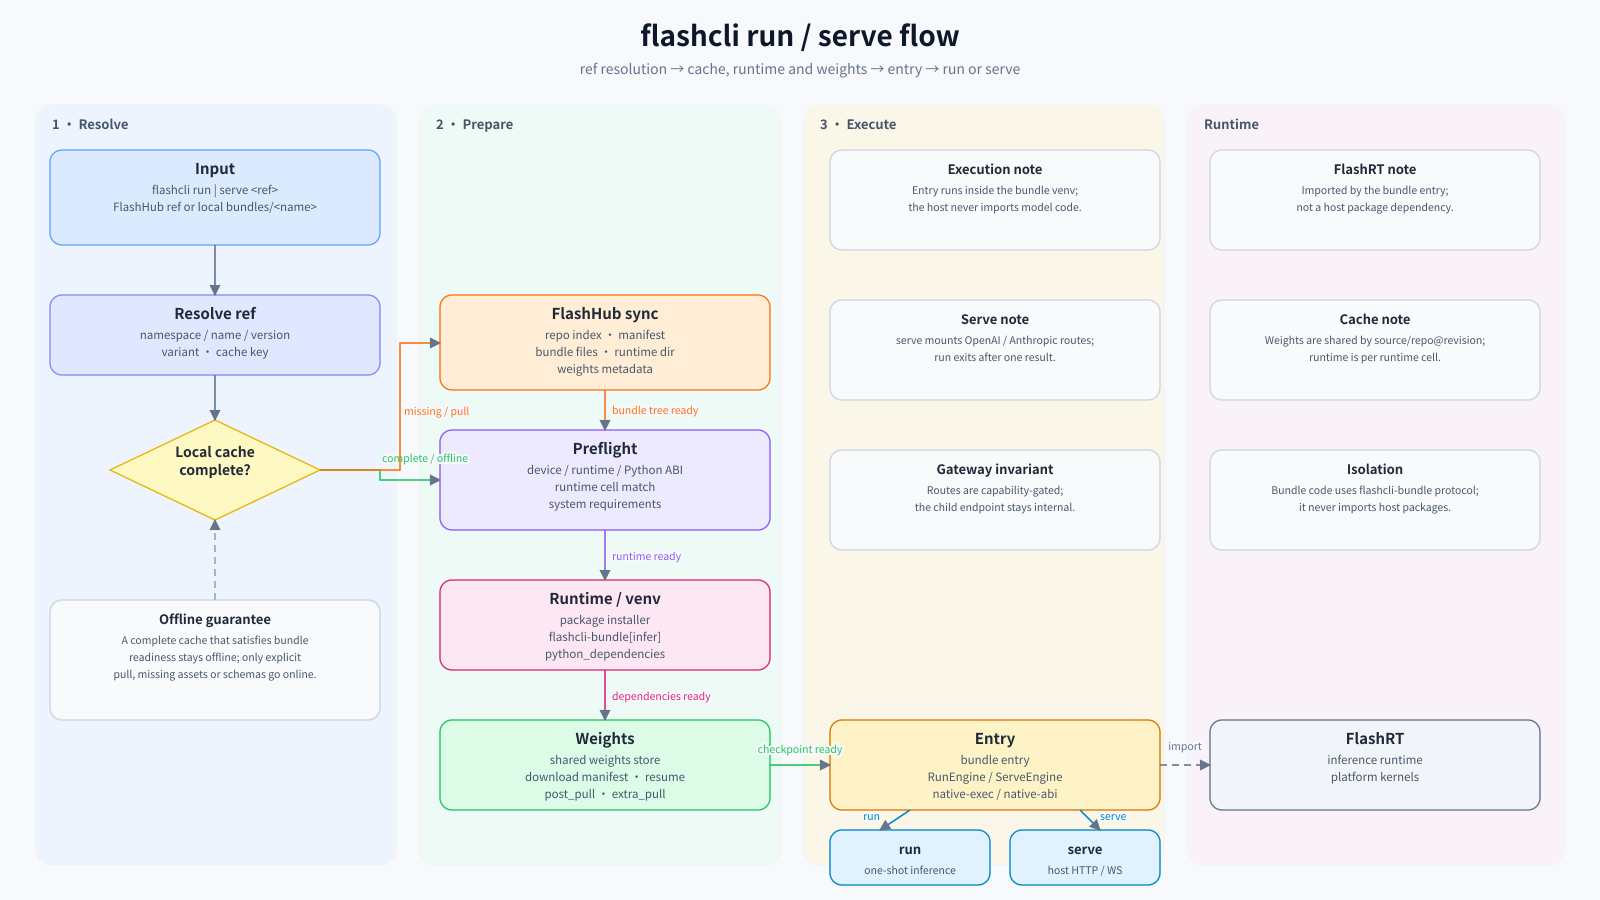 flashcli run / serve flow
ref resolution → cache, runtime and weights → entry → run or serve
1 • Resolve
Input
flashcli run | serve <ref>
FlashHub ref or local bundles/<name>
Resolve ref
namespace / name / version
variant • cache key
Local cache
complete?
missing / pull
complete / offline
Offline guarantee
A complete cache that satisfies bundle
readiness stays offline; only explicit
pull, missing assets or schemas go online.
2 • Prepare
FlashHub sync
repo index • manifest
bundle files • runtime dir
weights metadata
bundle tree ready
Preflight
device / runtime / Python ABI
runtime cell match
system requirements
runtime ready
Runtime / venv
package installer
flashcli-bundle[infer]
python_dependencies
dependencies ready
Weights
shared weights store
download manifest • resume
post_pull • extra_pull
checkpoint ready
3 • Execute
Execution note
Entry runs inside the bundle venv;
the host never imports model code.
Serve note
serve mounts OpenAI / Anthropic routes;
run exits after one result.
Gateway invariant
Routes are capability-gated;
the child endpoint stays internal.
Entry
bundle entry
RunEngine / ServeEngine
native-exec / native-abi
run
serve
run
one-shot inference
serve
host HTTP / WS
import
Runtime
FlashRT note
Imported by the bundle entry;
not a host package dependency.
Cache note
Weights are shared by source/repo@revision;
runtime is per runtime cell.
Isolation
Bundle code uses flashcli-bundle protocol;
it never imports host packages.
FlashRT
inference runtime
platform kernels